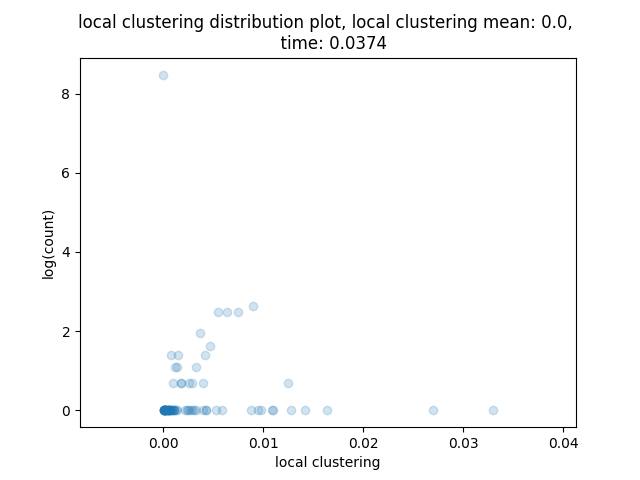 local clustering distribution plot, local clustering mean: 0.0,
time: 0.0374
log(count)
8
6
4
2
0
0.00 0.01 0.02 0.03 0.04
local clustering